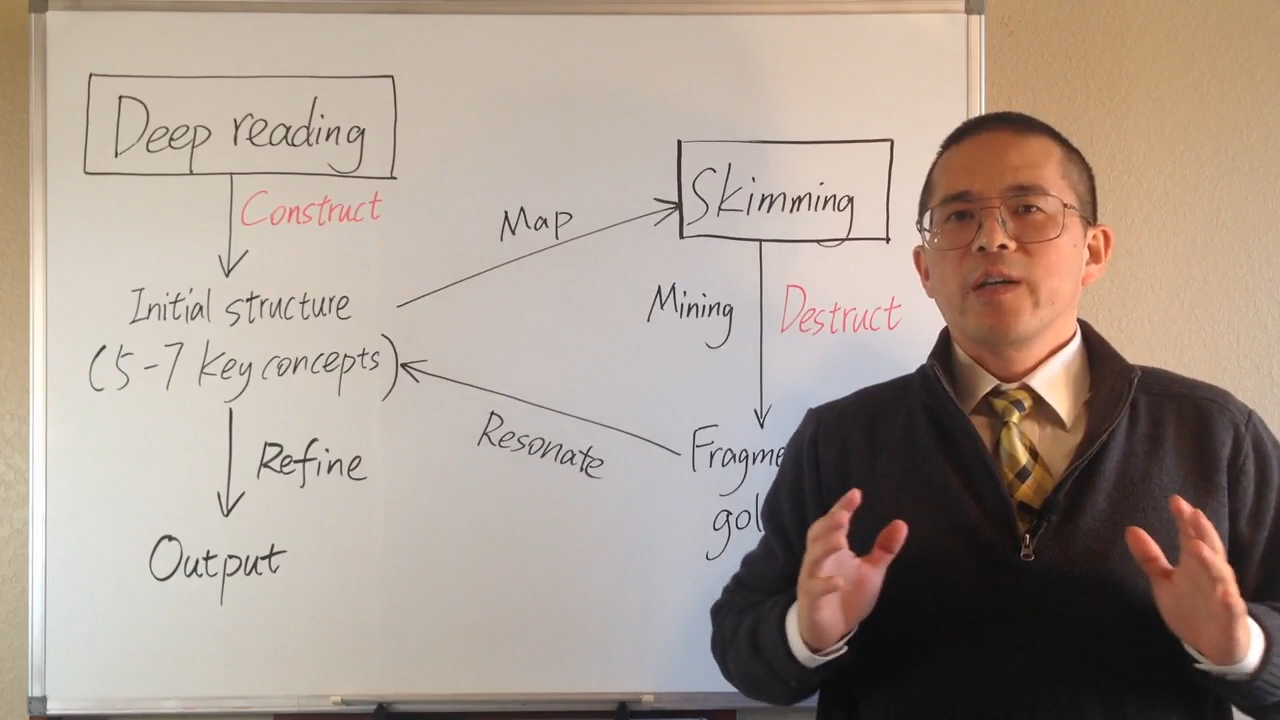 Deep reading
Construct
Initial structure
(5-7 key concepts)
Refine
Output
Map
Resonate
Skimming
Mining
Destruct